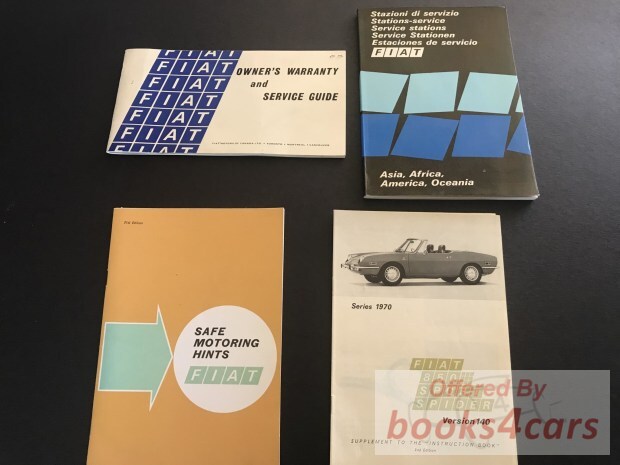 OWNER'S WARRANTY
and
SERVICE GUIDE
FIAT
FIAT
FIAT
FIAT
FIAT
FIAT
Stazioni di servizio
Stations-service
Service stations
Service Stationen
Estaciones de servicio
FIAT
Asia, Africa,
America, Oceania
SAFE
MOTORING
HINTS
FIAT
Series 1970
FIAT
850
SPORT
SPIDER
Version 140
SUPPLEMENT TO THE "INSTRUCTION BOOK"
Offered By
books4cars